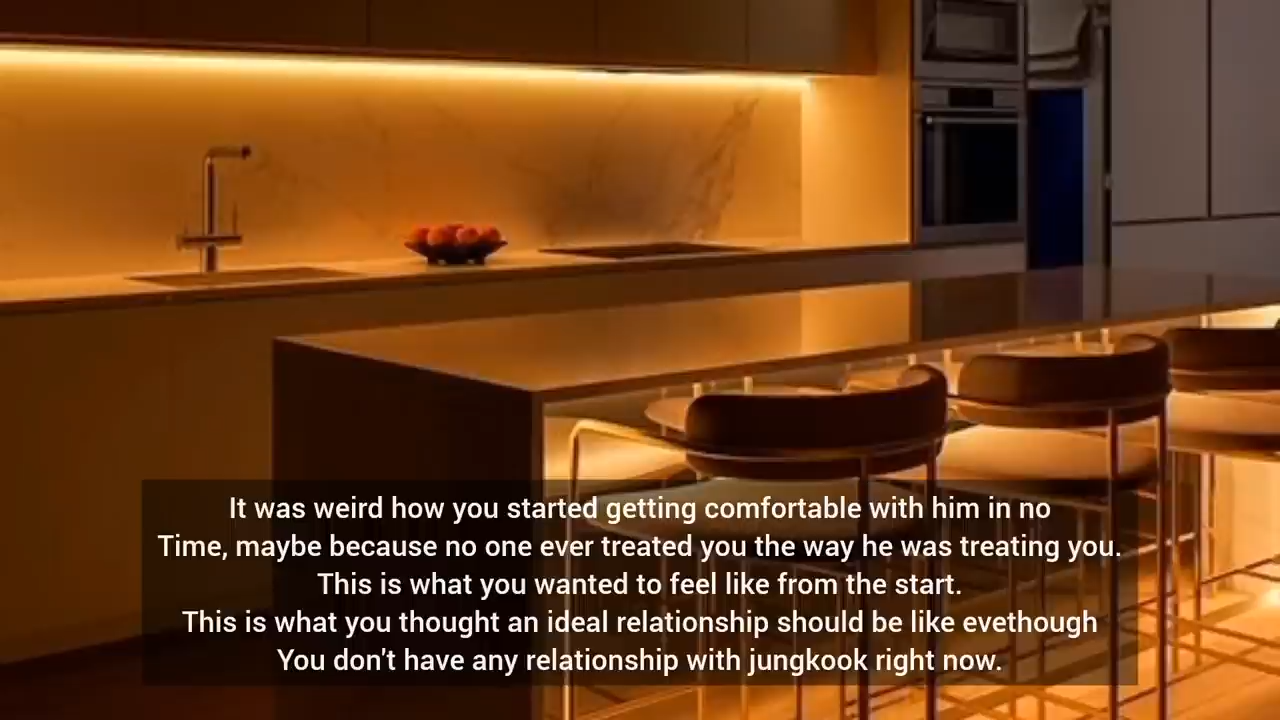 It was weird how you started getting comfortable with him in no
Time, maybe because no one ever treated you the way he was treating you.
This is what you wanted to feel like from the start.
This is what you thought an ideal relationship should be like evethough
You don't have any relationship with jungkook right now.